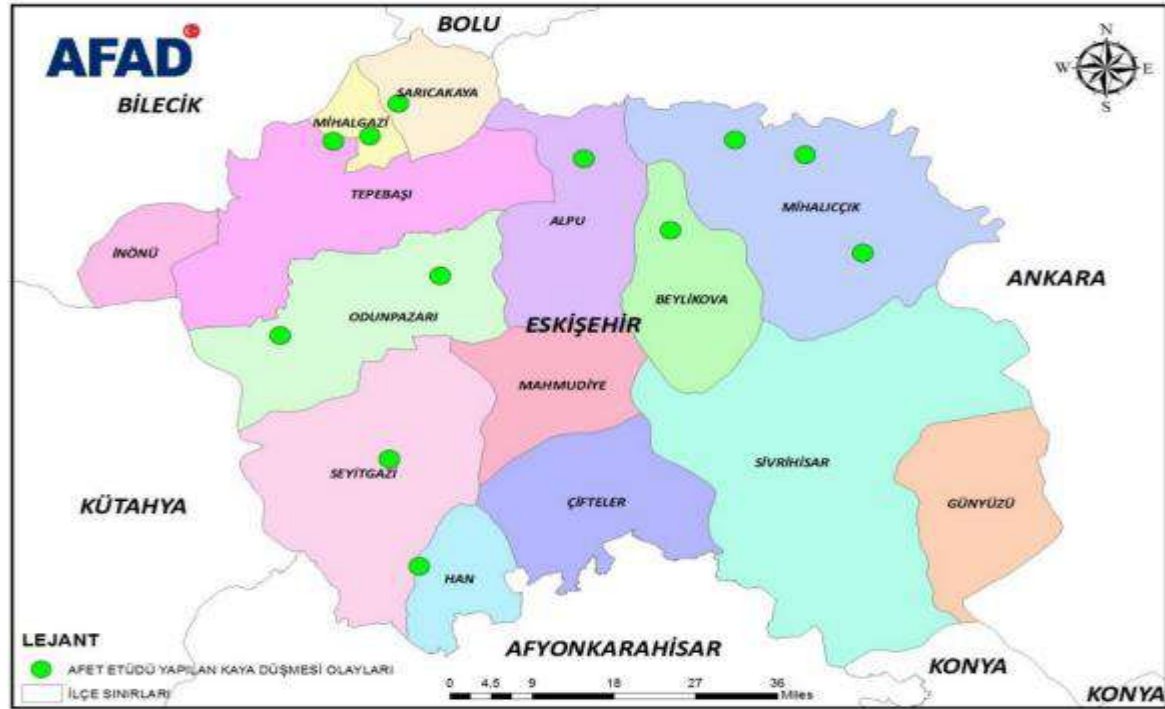 BOLU
AFAD
N
W
E
S
BİLECİK
SARICAKAYA
MİHALGAZİ
TEPEBAŞI
ALPU
MİHALICÇIK
İNÖNÜ
ANKARA
BEYLİKOVA
ODUNPAZARI
ESKİŞEHİR
MAHMUDİYE
SİVRİHİSAR
SEYİTGAZİ
KÜTAHYA
ÇİFTELER
GÜNYÜZÜ
HAN
LEJANT
AFYONKARAHİSAR
AFET ETÜDÜ YAPILAN KAYA DÜŞMESİ OLAYLARI
KONYA
İLÇE SINIRLARI
0 4,5 9 18 27 36
Miles
KONYA